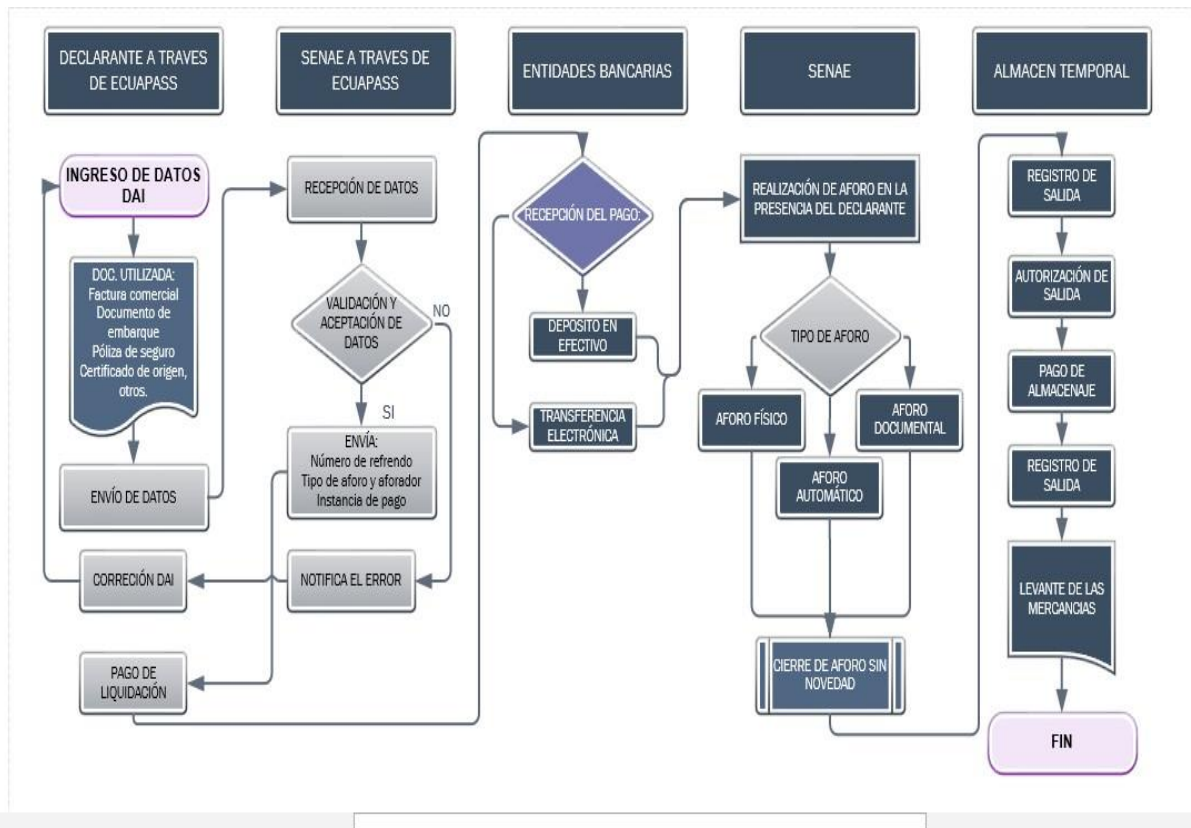 DECLARANTE A TRAVES
DE ECUAPASS
SENAE A TRAVES DE
ECUAPASS
ENTIDADES BANCARIAS
SENAE
ALMACEN TEMPORAL
INGRESO DE DATOS
DAI
DOC. UTILIZADA:
Factura comercial
Documento de
embarque
Póliza de seguro
Certificado de origen,
otros.
ENVÍO DE DATOS
CORRECIÓN DAI
PAGO DE
LIQUIDACIÓN
RECEPCIÓN DE DATOS
VALIDACIÓN Y
ACEPTACIÓN DE
DATOS
NO
SI
ENVÍA:
Número de refrendo
Tipo de aforo y aforador
Instancia de pago
NOTIFICA EL ERROR
RECEPCIÓN DEL PAGO:
DEPOSITO EN
EFECTIVO
TRANSFERENCIA
ELECTRÓNICA
REALIZACIÓN DE AFORO EN LA
PRESENCIA DEL DECLARANTE
TIPO DE AFORO
AFORO FÍSICO
AFORO
DOCUMENTAL
AFORO
AUTOMÁTICO
CIERRE DE AFORO SIN
NOVEDAD
REGISTRO DE
SALIDA
AUTORIZACIÓN DE
SALIDA
PAGO DE
ALMACENAJE
REGISTRO DE
SALIDA
LEVANTE DE LAS
MERCANCIAS
FIN